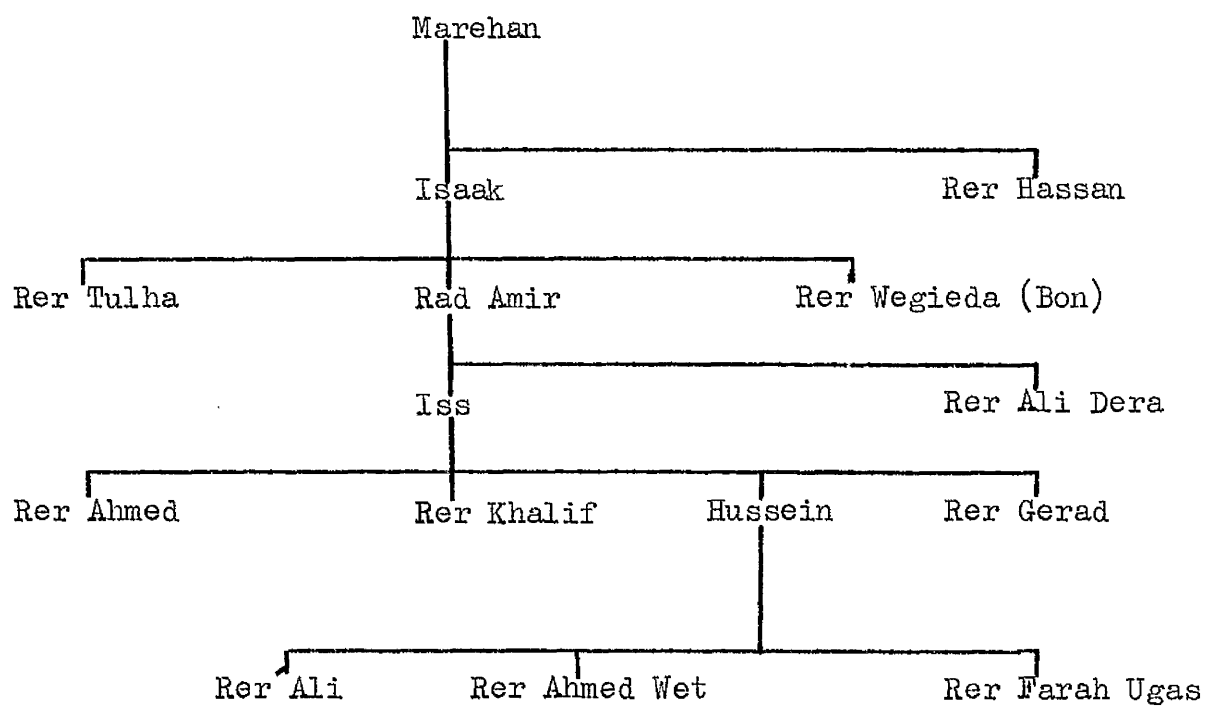 Marehan
Isaak Rer Hassan
Rer Tulha Rad Amir Rer Wegieda (Bon)
Iss Rer Ali Dera
Rer Ahmed Rer Khalif Hussein Rer Gerad
Rer Ali Rer Ahmed Wet Rer Farah Ugas